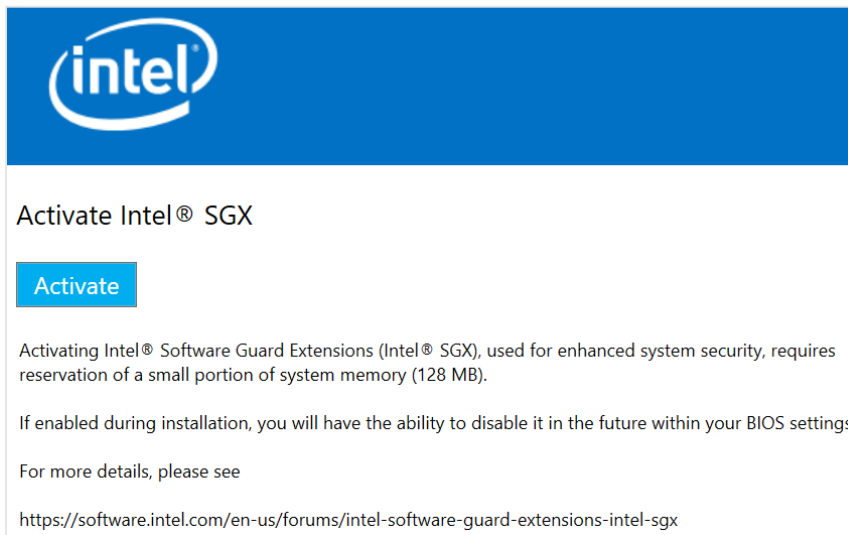 intel
Activate Intel® SGX
Activate
Activating Intel® Software Guard Extensions (Intel® SGX), used for enhanced system security, requires
reservation of a small portion of system memory (128 MB).
If enabled during installation, you will have the ability to disable it in the future within your BIOS settings
For more details, please see
https://software.intel.com/en-us/forums/intel-software-guard-extensions-intel-sgx